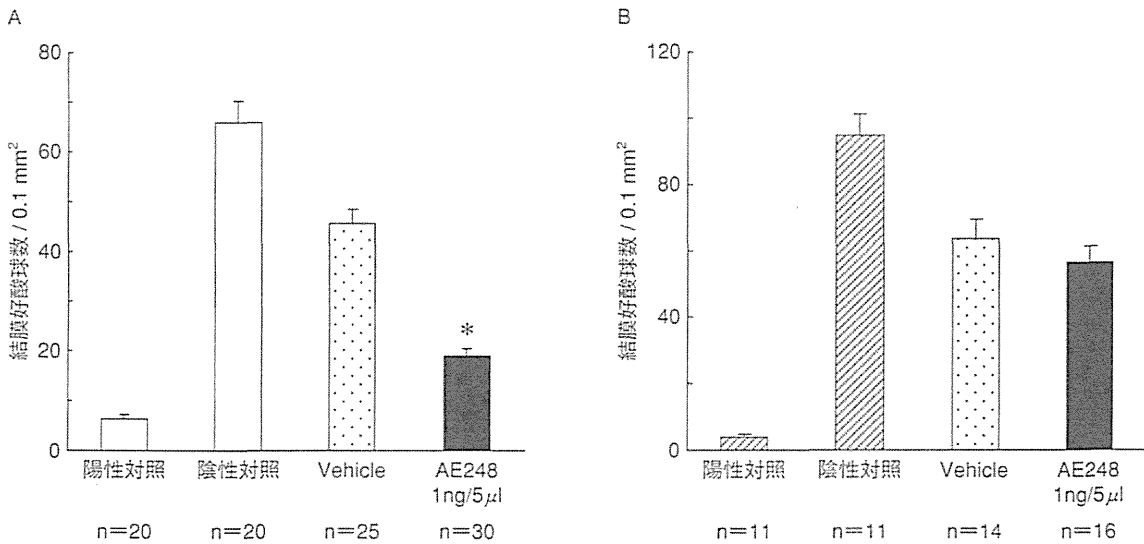 A
80
60
40
20
0
結膜好酸球数 / 0.1 mm²
*
陽性対照 陰性対照 Vehicle AE248
1ng/5μl
n=20 n=20 n=25 n=30
B
120
80
40
0
結膜好酸球数 / 0.1 mm²
陽性対照 陰性対照 Vehicle AE248
1ng/5μl
n=11 n=11 n=14 n=16